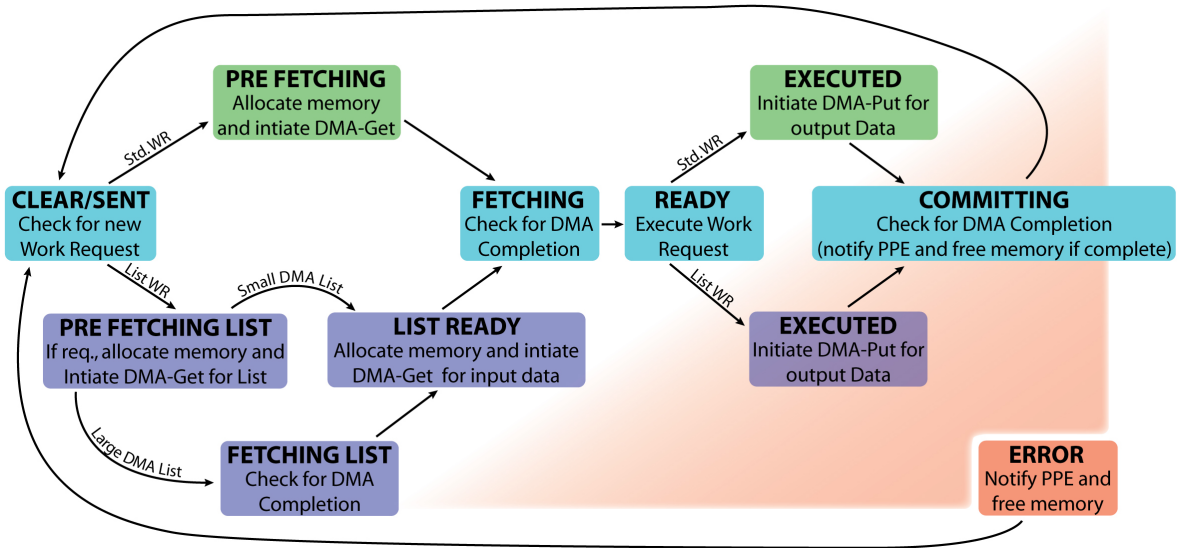 PRE FETCHING
Allocate memory
and intiate DMA-Get
EXECUTED
Initiate DMA-Put for
output Data
Std. WR
Std. WR
CLEAR/SENT
Check for new
Work Request
FETCHING
Check for DMA
Completion
READY
Execute Work
Request
COMMITTING
Check for DMA Completion
(notify PPE and free memory if complete)
List WR
Small DMA List
List WR
PRE FETCHING LIST
If req., allocate memory and
Intiate DMA-Get for List
LIST READY
Allocate memory and intiate
DMA-Get for input data
EXECUTED
Initiate DMA-Put for
output Data
Large DMA List
FETCHING LIST
Check for DMA
Completion
ERROR
Notify PPE and
free memory